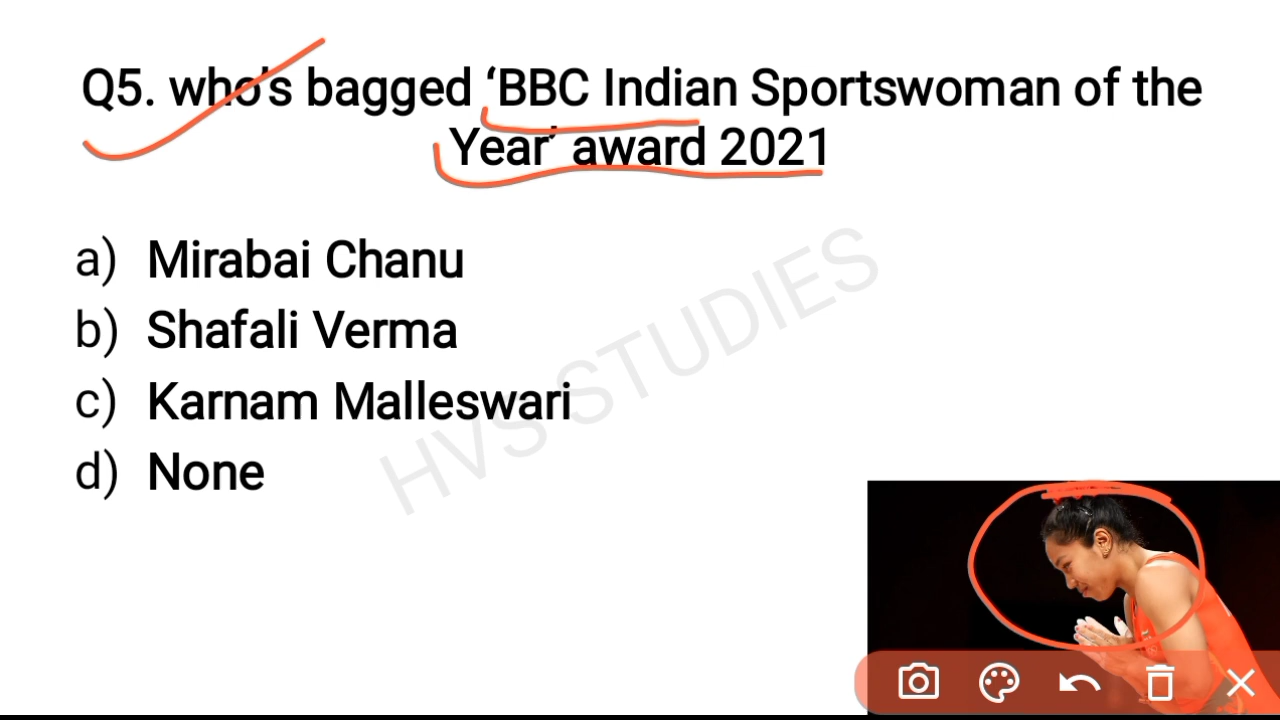 Q5. who's bagged ‘BBC Indian Sportswoman of the
Year’ award 2021
a) Mirabai Chanu
b) Shafali Verma
c) Karnam Malleswari
d) None
HVS STUDIES